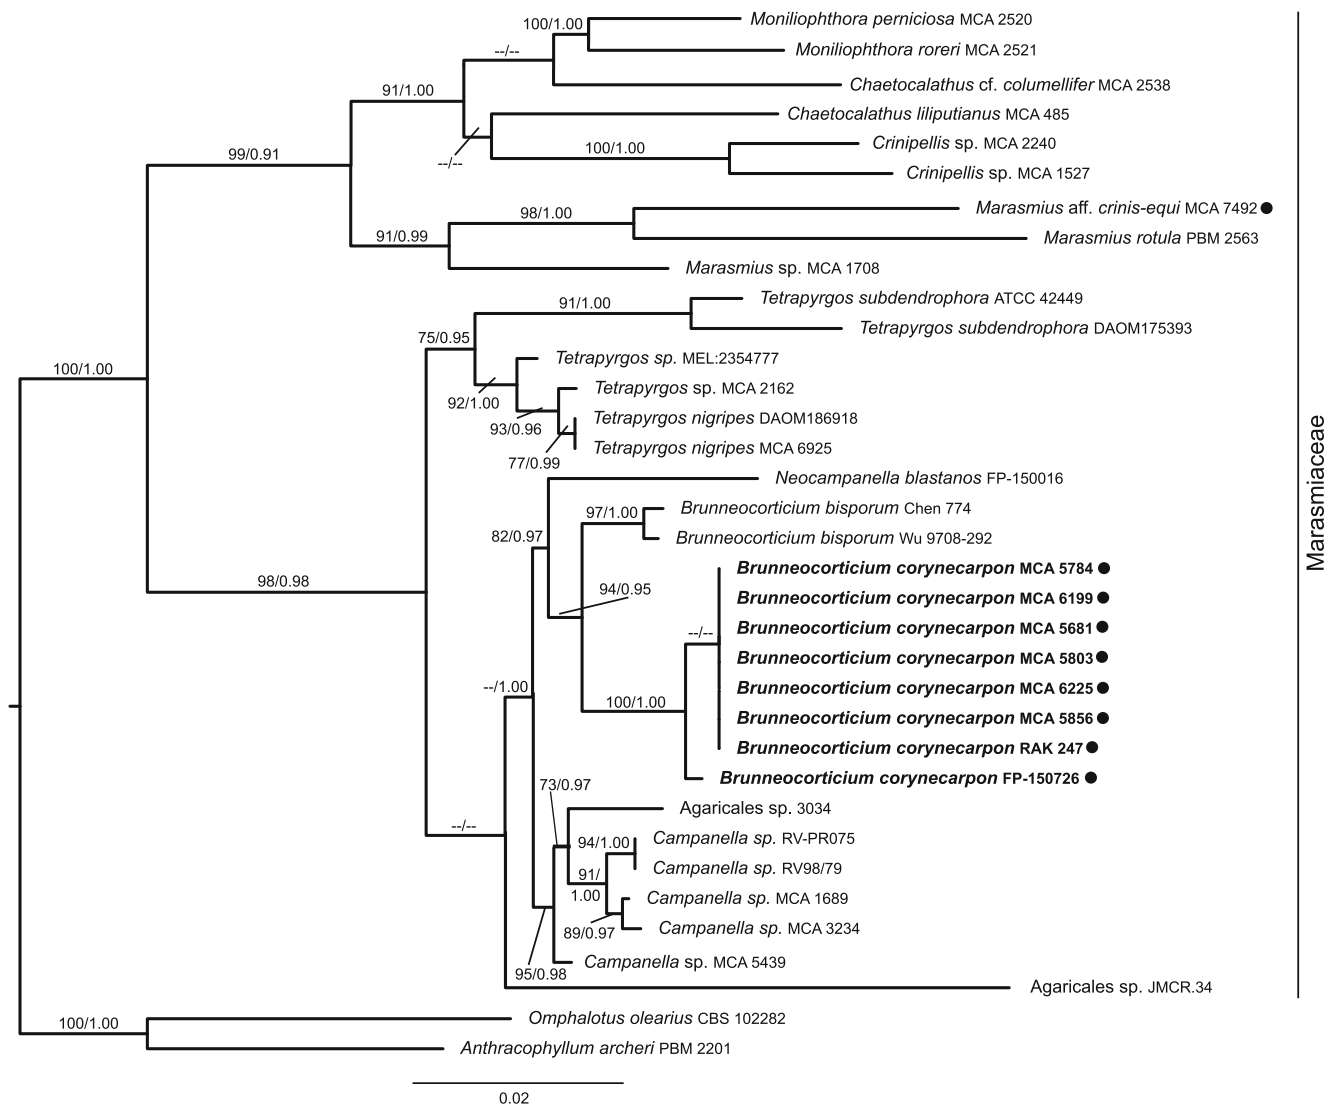 Moniliophthora perniciosa MCA 2520
100/1.00
Moniliophthora roreri MCA 2521
--/--
Chaetocalathus cf. columellifer MCA 2538
91/1.00
Chaetocalathus liliputianus MCA 485
Crinipellis sp. MCA 2240
100/1.00
--/--
99/0.91
Crinipellis sp. MCA 1527
Marasmius aff. crinis-equi MCA 7492 ●
98/1.00
91/0.99
Marasmius rotula PBM 2563
Marasmius sp. MCA 1708
Tetrapyrgos subdendrophora ATCC 42449
91/1.00
Tetrapyrgos subdendrophora DAOM175393
75/0.95
Tetrapyrgos sp. MEL:2354777
100/1.00
Tetrapyrgos sp. MCA 2162
92/1.00
Tetrapyrgos nigripes DAOM186918
93/0.96
Tetrapyrgos nigripes MCA 6925
77/0.99
Neocampanella blastanos FP-150016
Brunneocorticium bisporum Chen 774
97/1.00
82/0.97
Brunneocorticium bisporum Wu 9708-292
Brunneocorticium corynecarpon MCA 5784 ●
98/0.98
94/0.95
Brunneocorticium corynecarpon MCA 6199 ●
Brunneocorticium corynecarpon MCA 5681 ●
--/--
Brunneocorticium corynecarpon MCA 5803 ●
Brunneocorticium corynecarpon MCA 6225 ●
--/1.00
100/1.00
Brunneocorticium corynecarpon MCA 5856 ●
Brunneocorticium corynecarpon RAK 247 ●
Brunneocorticium corynecarpon FP-150726 ●
73/0.97
Agaricales sp. 3034
--/--
Campanella sp. RV-PR075
94/1.00
Campanella sp. RV98/79
91/
1.00
Campanella sp. MCA 1689
Campanella sp. MCA 3234
89/0.97
Campanella sp. MCA 5439
95/0.98
Agaricales sp. JMCR.34
Omphalotus olearius CBS 102282
100/1.00
Anthracophyllum archeri PBM 2201
0.02
Marasmiaceae